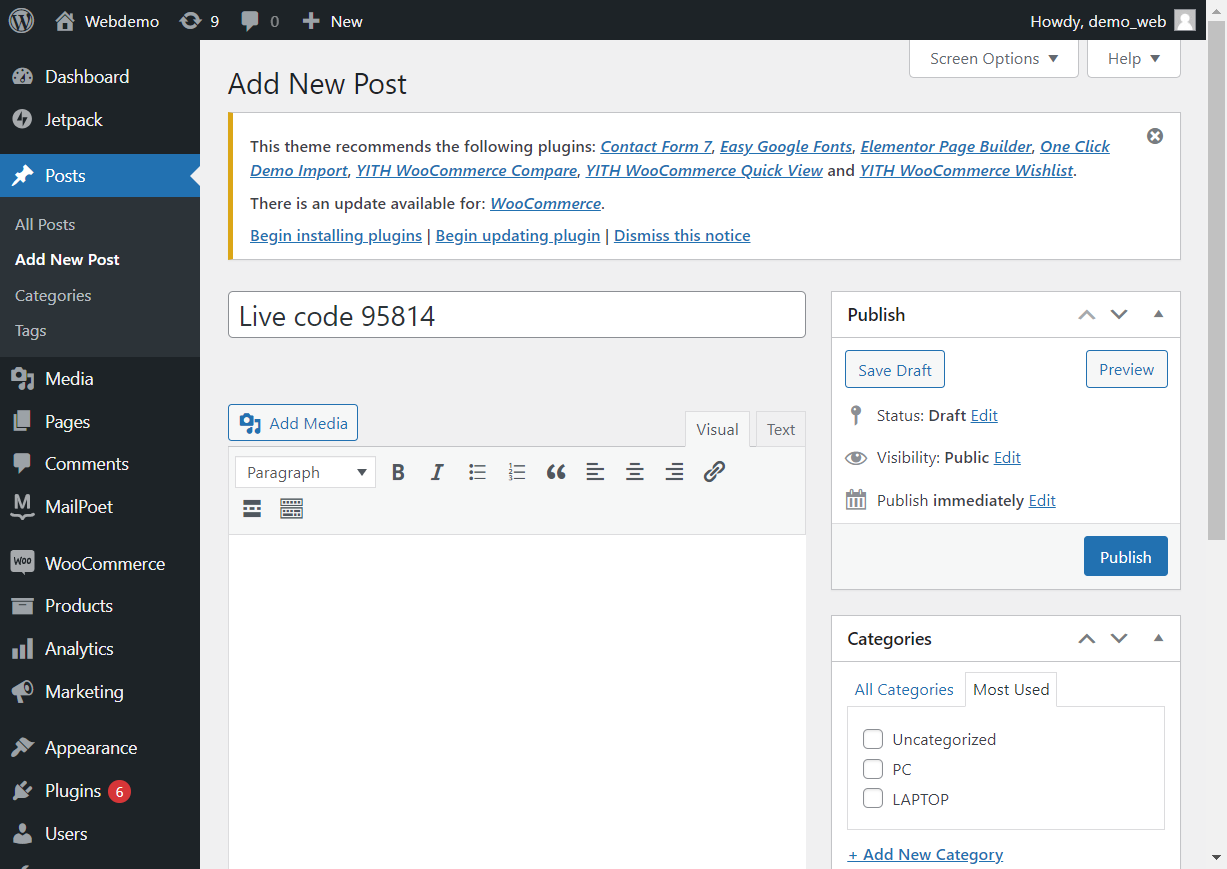 Webdemo 9 0 New Howdy, demo_web
Screen Options Help
Dashboard
Jetpack
Posts
All Posts
Add New Post
Categories
Tags
Media
Pages
Comments
MailPoet
Woo WooCommerce
Products
Analytics
Marketing
Appearance
Plugins 6
Users
Add New Post
This theme recommends the following plugins: Contact Form 7, Easy Google Fonts, Elementor Page Builder, One Click
Demo Import, YITH WooCommerce Compare, YITH WooCommerce Quick View and YITH WooCommerce Wishlist.
There is an update available for: WooCommerce.
Begin installing plugins | Begin updating plugin | Dismiss this notice
Live code 95814
Add Media
Visual Text
Paragraph B I
Publish
Save Draft Preview
Status: Draft Edit
Visibility: Public Edit
Publish immediately Edit
Publish
Categories
All Categories Most Used
Uncategorized
PC
LAPTOP
+ Add New Category